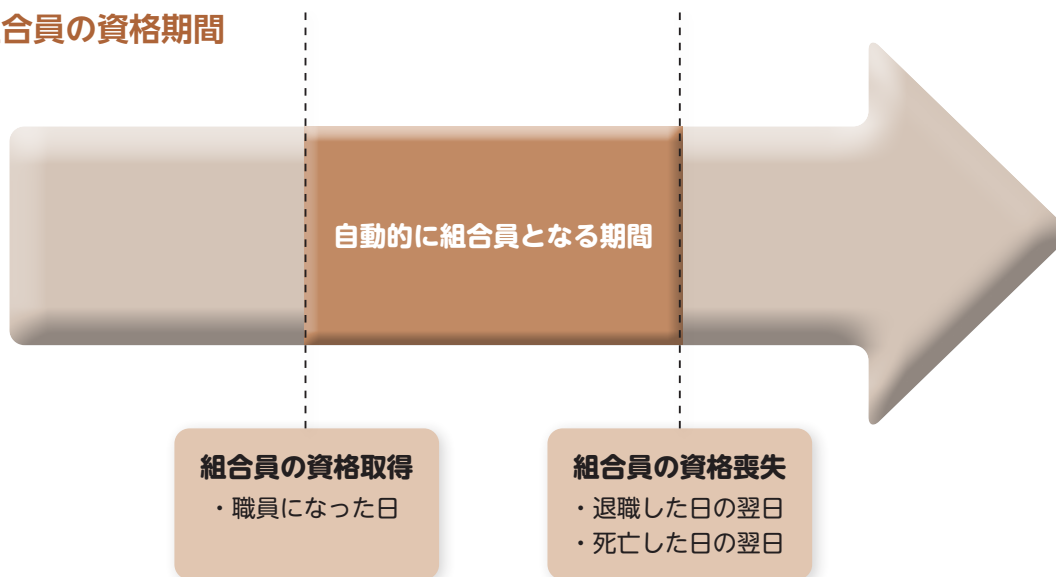 合員の資格期間
自動的に組合員となる期間
組合員の資格取得
・職員になった日
組合員の資格喪失
・退職した日の翌日
・死亡した日の翌日